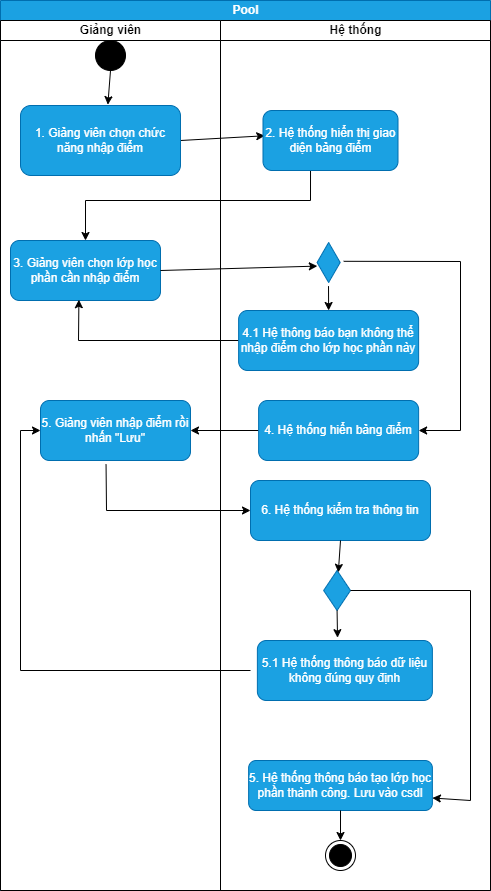 Pool
Giảng viên
Hệ thống
1. Giảng viên chọn chức
năng nhập điểm
2. Hệ thống hiển thị giao
diện bảng điểm
3. Giảng viên chọn lớp học
phần cần nhập điểm
4.1 Hệ thống báo bạn không thể
nhập điểm cho lớp học phần này
5. Giảng viên nhập điểm rồi
nhấn "Lưu"
4. Hệ thống hiển bảng điểm
6. Hệ thống kiểm tra thông tin
5.1 Hệ thống thông báo dữ liệu
không đúng quy định
5. Hệ thống thông báo tạo lớp học
phần thành công. Lưu vào csdl